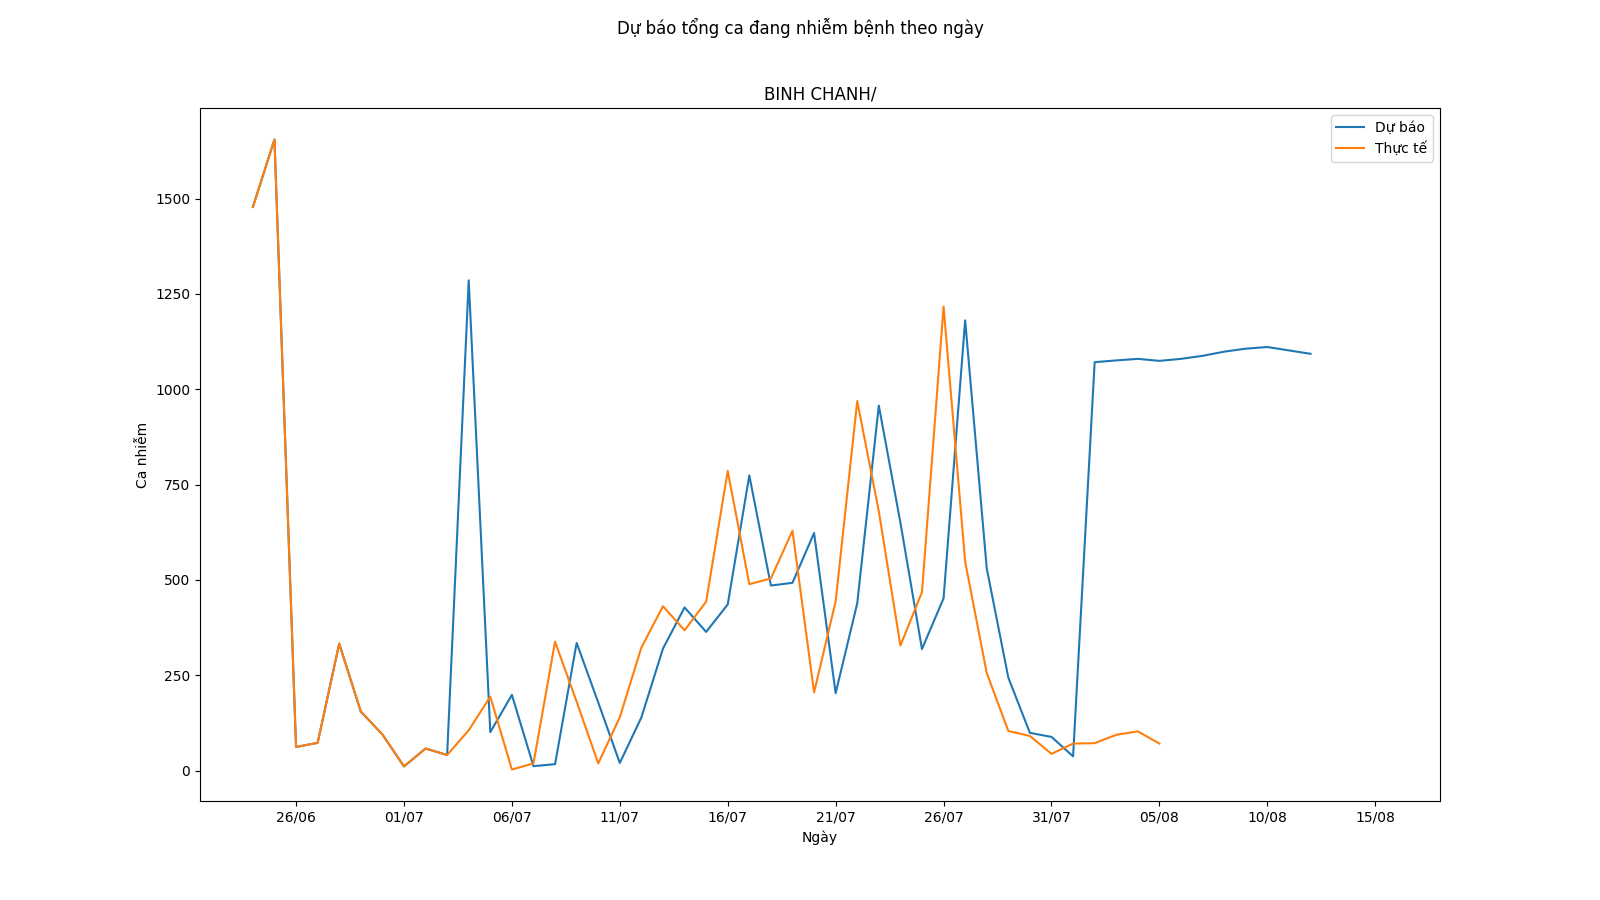 Dự báo tổng ca đang nhiễm bệnh theo ngày
BINH CHANH/
Dự báo
Thực tế
1500
1250
1000
750
500
250
0
Ca nhiễm
26/06 01/07 06/07 11/07 16/07 21/07 26/07 31/07 05/08 10/08 15/08
Ngày